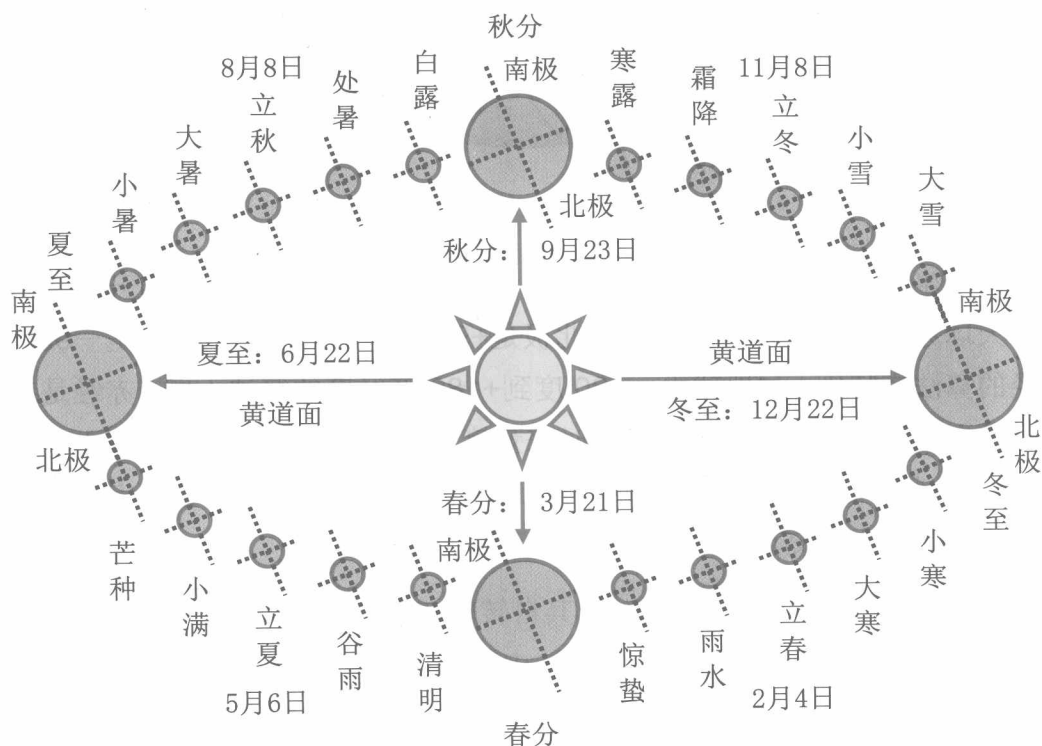 秋分
8月8日
11月8日
南极
白露
寒露
处暑
霜降
立秋
立冬
大暑
小雪
小暑
大雪
北极
夏至
秋分：9月23日
南极
南极
夏至：6月22日
黄道面
黄道面
冬至：12月22日
北极
北极
冬至
春分：3月21日
南极
芒种
小满
立夏
谷雨
清明
惊蛰
雨水
立春
大寒
小寒
5月6日
2月4日
春分